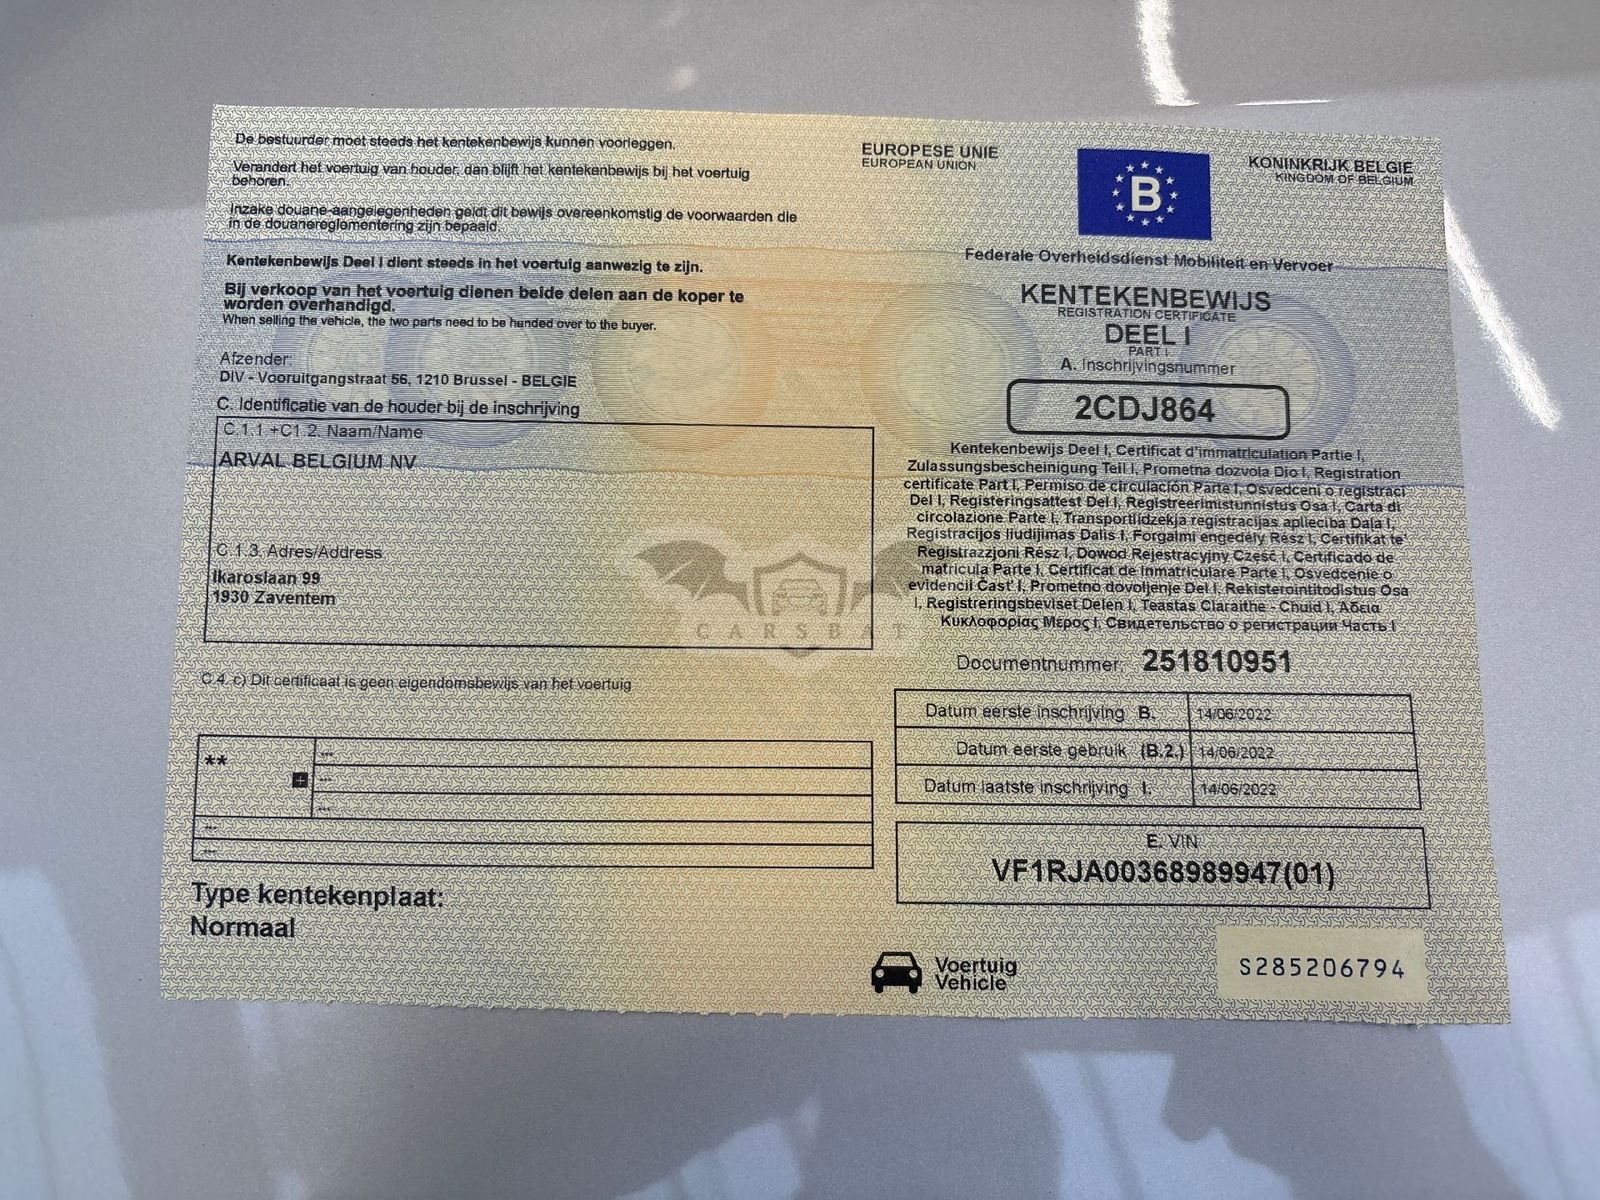 De bestuurder moet steeds het kentekenbewijs kunnen voorleggen.
Verandert het voertuig van houder, dan blijft het kentekenbewijs bij het voertuig
behoren.
Inzake douane-aangelegenheden geldt dit bewijs overeenkomstig de voorwaarden die
in de douanereglementering zijn bepaald.
Kentekenbewijs Deel I dient steeds in het voertuig aanwezig te zijn.
Bij verkoop van het voertuig dienen beide delen aan de koper te
worden overhandigd.
When selling the vehicle, the two parts need to be handed over to the buyer.
Afzender:
DIV - Vooruitgangstraat 56, 1210 Brussel - BELGIE
C. Identificatie van de houder bij de inschrijving
C.1.1.+C1.2. Naam/Name
ARVAL BELGIUM NV
C.1.3. Adres/Address
Ikaroslaan 99
1930 Zaventem
C.4. c) Dit certificaat is geen eigendomsbewijs van het voertuig
**
+
---
---
---
---
---
Type kentekenplaat:
Normaal
EUROPESE UNIE
EUROPEAN UNION
B
KONINKRIJK BELGIE
KINGDOM OF BELGIUM
Federale Overheidsdienst Mobiliteit en Vervoer
KENTEKENBEWIJS
REGISTRATION CERTIFICATE
DEEL I
PART I
A. Inschrijvingsnummer
2CDJ864
Kentekenbewijs Deel I, Certificat d'immatriculation Partie I,
Zulassungsbescheinigung Teil I, Prometna dozvola Dio I, Registration
certificate Part I, Permiso de circulación Parte I, Osvedceni o registraci
Del I, Registeringsattest Del I, Registreerimistunnistus Osa I, Carta di
circolazione Parte I, Transportlidzekja registracijas aplieciba Dala I,
Registracijos liudijimas Dalis I, Forgalmi engedély Rész I, Certifikat te'
Registrazzjoni Rész I, Dowod Rejestracyjny Część I, Certificado de
matricula Parte I, Certificat de înmatriculare Parte I, Osvedcenie o
evidencii Čast' I, Prometno dovoljenje Del I, Rekisterointitodistus Osa
I, Registreringsbeviset Delen I, Teastas Claraithe - Chuid I, Άδεια
Κυκλοφορίας Μέρος I, Свидетельство о регистрации Часть I
Documentnummer: 251810951
Datum eerste inschrijving B. 14/06/2022
Datum eerste gebruik (B.2.) 14/06/2022
Datum laatste inschrijving I. 14/06/2022
E. VIN
VF1RJA00368989947(01)
Voertuig
Vehicle
S285206794